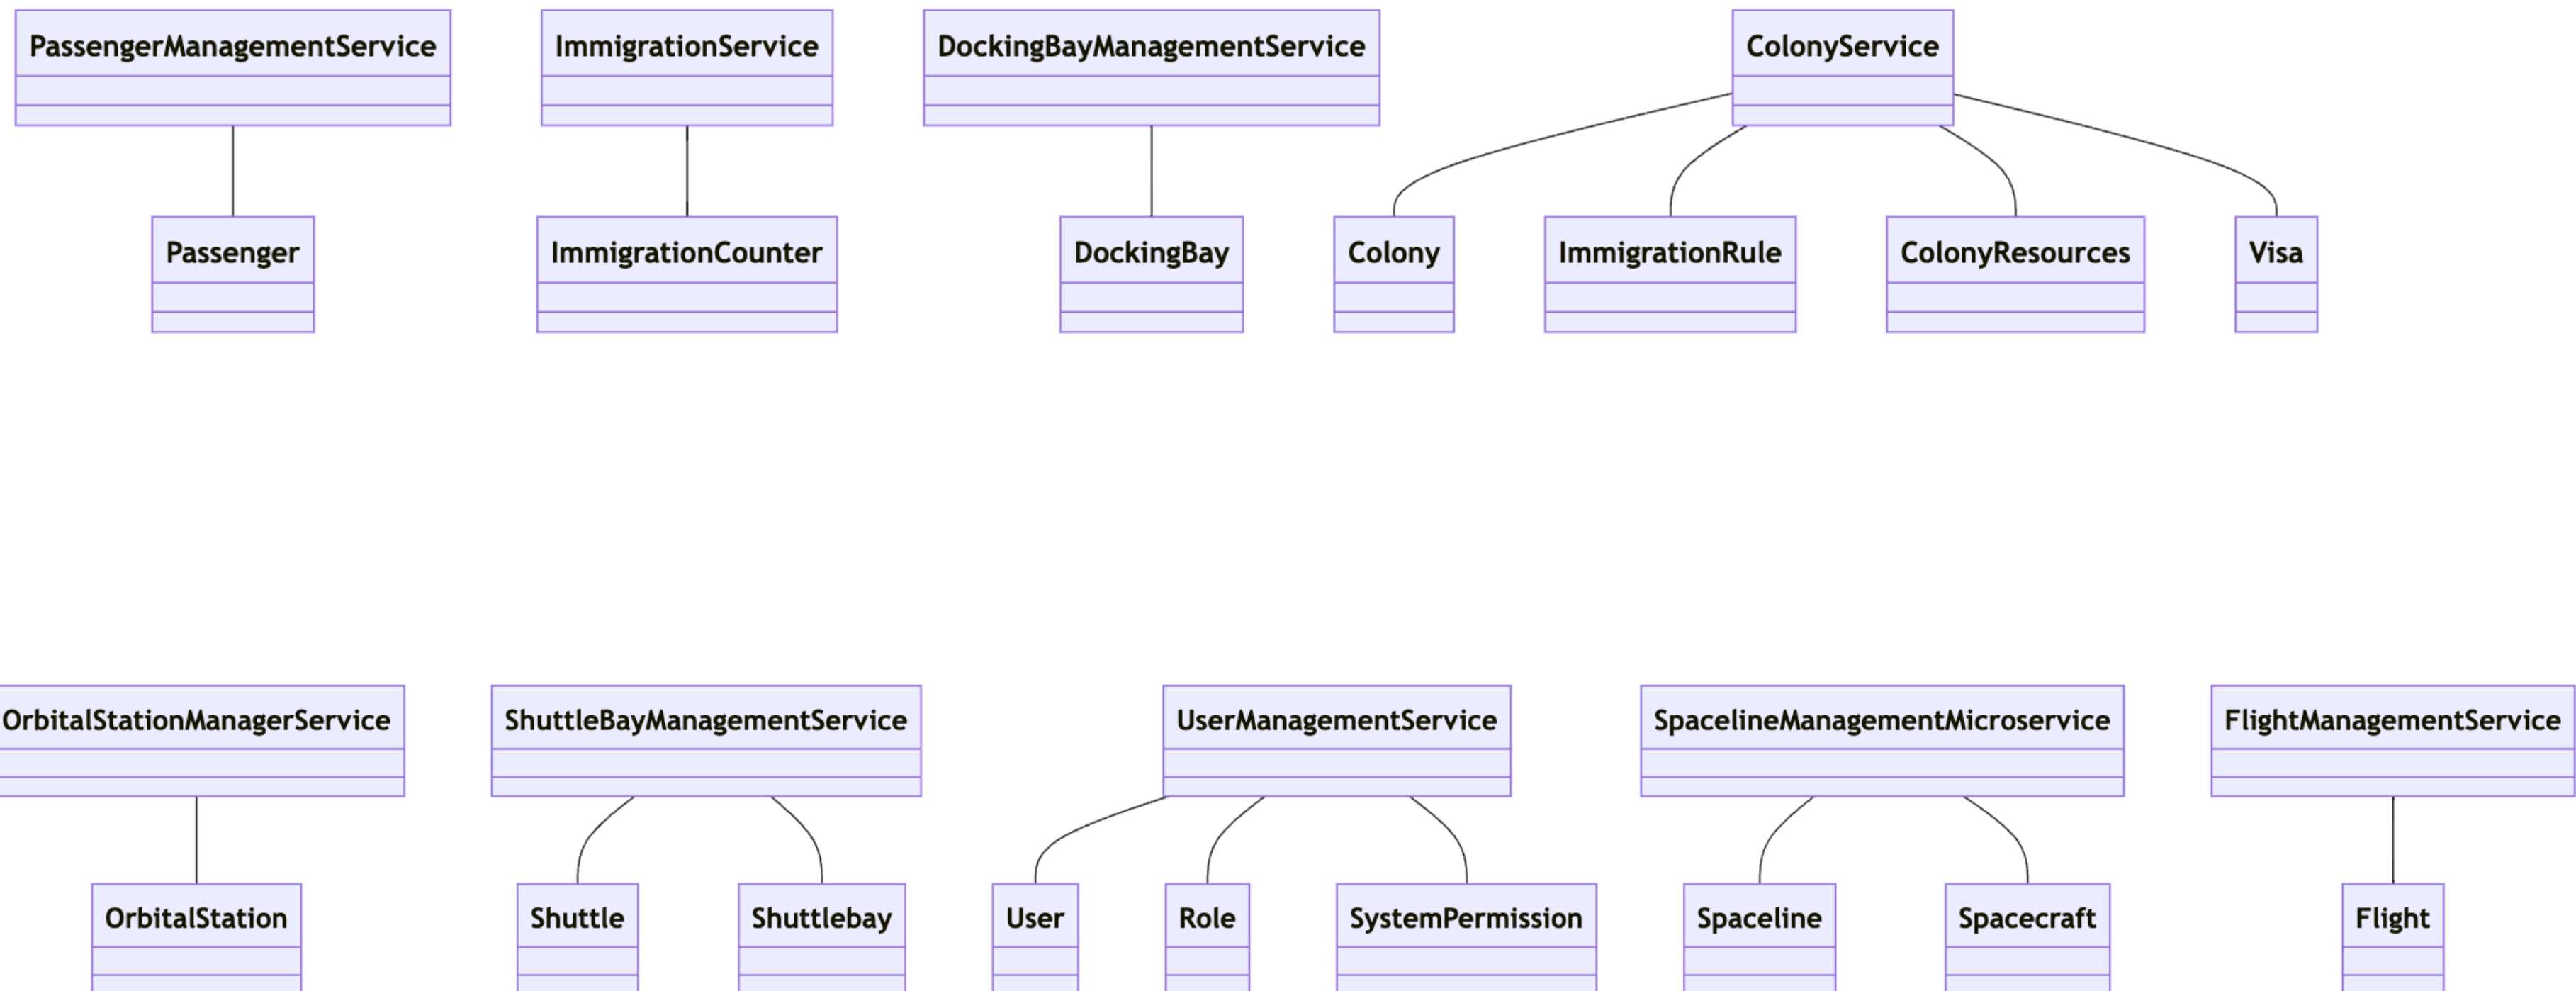 PassengerManagementService
ImmigrationService
DockingBayManagementService
ColonyService
Passenger
ImmigrationCounter
DockingBay
Colony
ImmigrationRule
ColonyResources
Visa
OrbitalStationManagerService
ShuttleBayManagementService
UserManagementService
SpacelineManagementMicroservice
FlightManagementService
OrbitalStation
Shuttle
Shuttlebay
User
Role
SystemPermission
Spaceline
Spacecraft
Flight